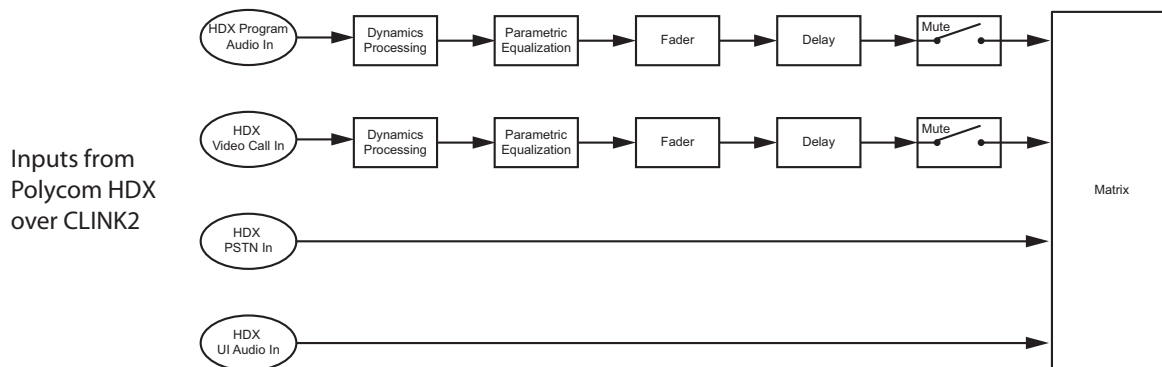 HDX Program
Audio In
Dynamics
Processing
Parametric
Equalization
Fader
Delay
Mute
Inputs from
Polycom HDX
over CLINK2
HDX
Video Call In
Dynamics
Processing
Parametric
Equalization
Fader
Delay
Mute
Matrix
HDX
PSTN In
HDX
UI Audio In